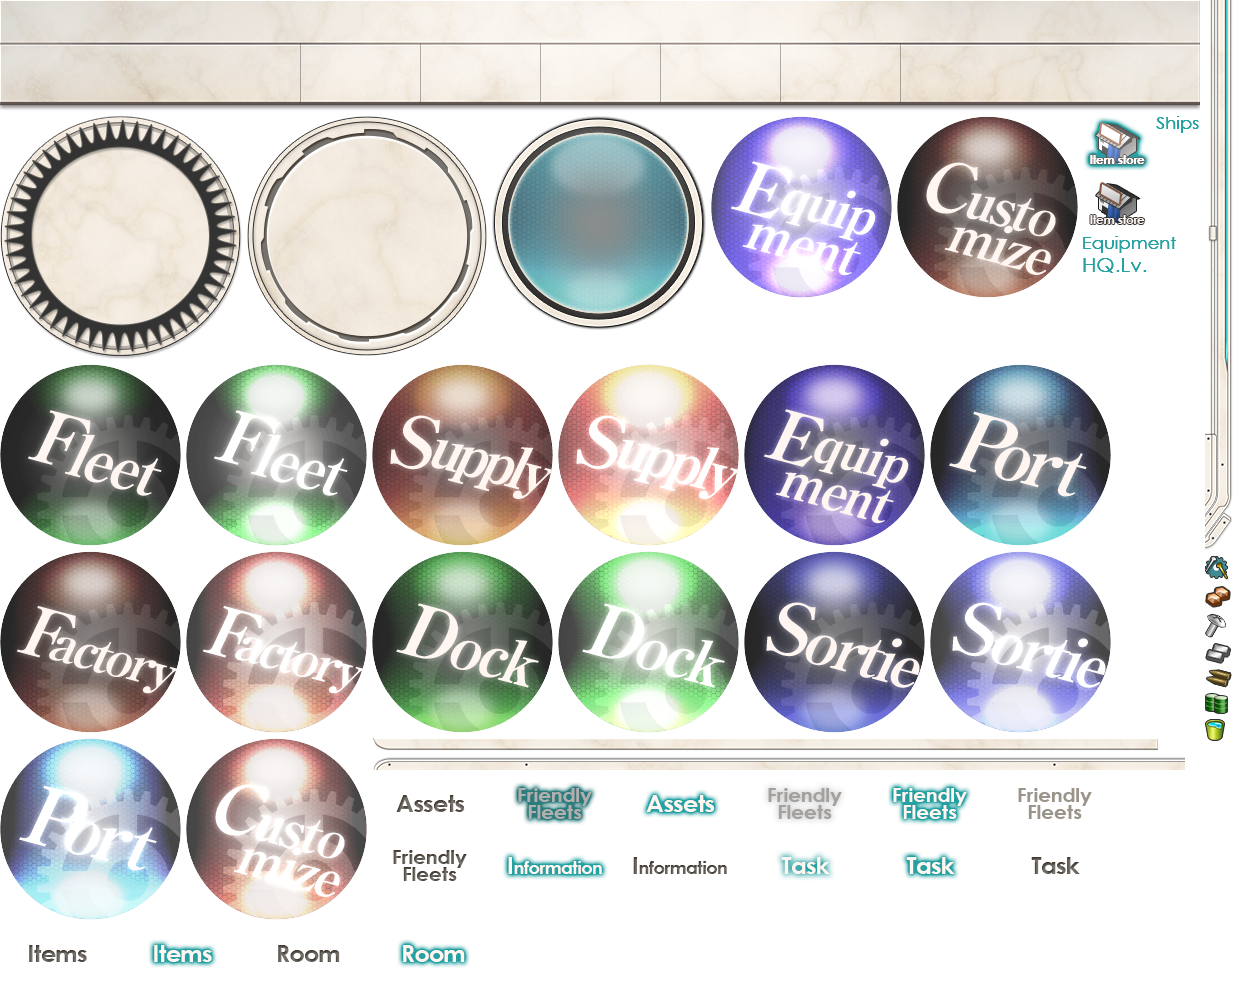 Equip
ment
Custo
mize
Item store
Ships
Item store
Equipment
HQ.Lv.
Fleet
Fleet
Supply
Supply
Equip
ment
Port
Factory
Factory
Dock
Dock
Sortie
Sortie
Port
Custo
mize
Assets
Friendly
Fleets
Assets
Friendly
Fleets
Friendly
Fleets
Friendly
Fleets
Friendly
Fleets
Information
Information
Task
Task
Task
Items
Items
Room
Room